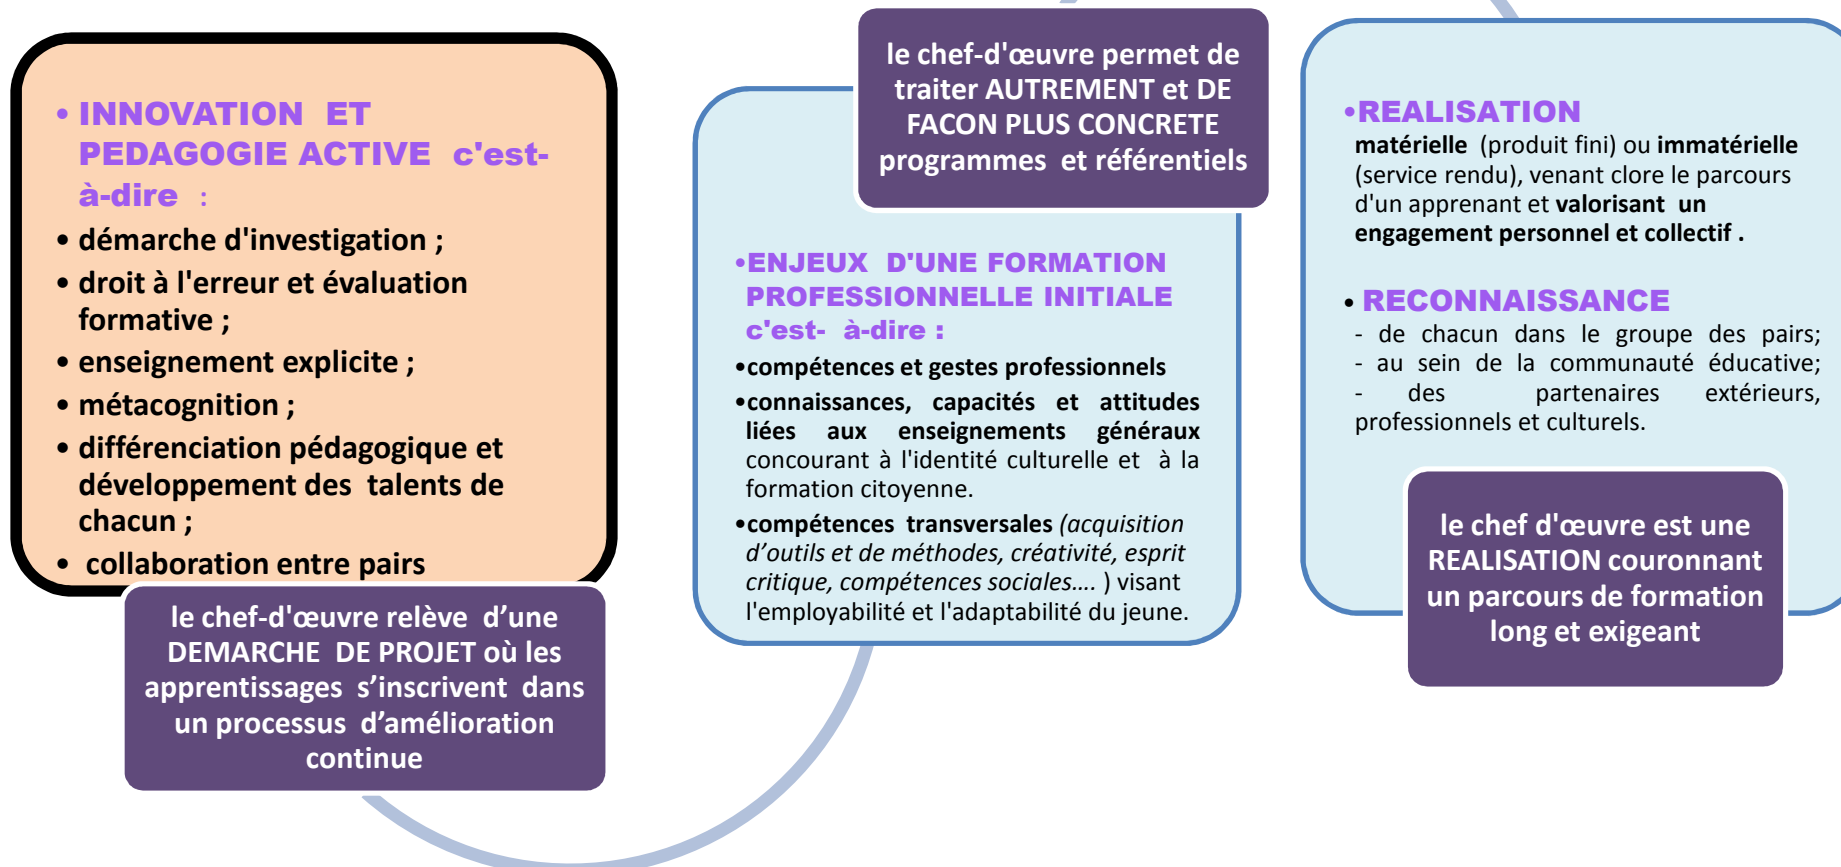 • INNOVATION ET
PEDAGOGIE ACTIVE c'est-
à-dire :
• démarche d'investigation ;
• droit à l'erreur et évaluation
formative ;
• enseignement explicite ;
• métacognition ;
• différenciation pédagogique et
développement des talents de
chacun ;
• collaboration entre pairs
le chef-d'œuvre relève d’une
DEMARCHE DE PROJET où les
apprentissages s’inscrivent dans
un processus d’amélioration
continue
le chef-d'œuvre permet de
traiter AUTREMENT et DE
FACON PLUS CONCRETE
programmes et référentiels
•ENJEUX D'UNE FORMATION
PROFESSIONNELLE INITIALE
c'est- à-dire :
•compétences et gestes professionnels
•connaissances, capacités et attitudes
liées aux enseignements généraux
concourant à l'identité culturelle et à la
formation citoyenne.
•compétences transversales (acquisition
d’outils et de méthodes, créativité, esprit
critique, compétences sociales…. ) visant
l'employabilité et l'adaptabilité du jeune.
•REALISATION
matérielle (produit fini) ou immatérielle
(service rendu), venant clore le parcours
d'un apprenant et valorisant un
engagement personnel et collectif .
• RECONNAISSANCE
- de chacun dans le groupe des pairs;
- au sein de la communauté éducative;
- des partenaires extérieurs,
professionnels et culturels.
le chef d'œuvre est une
REALISATION couronnant
un parcours de formation
long et exigeant